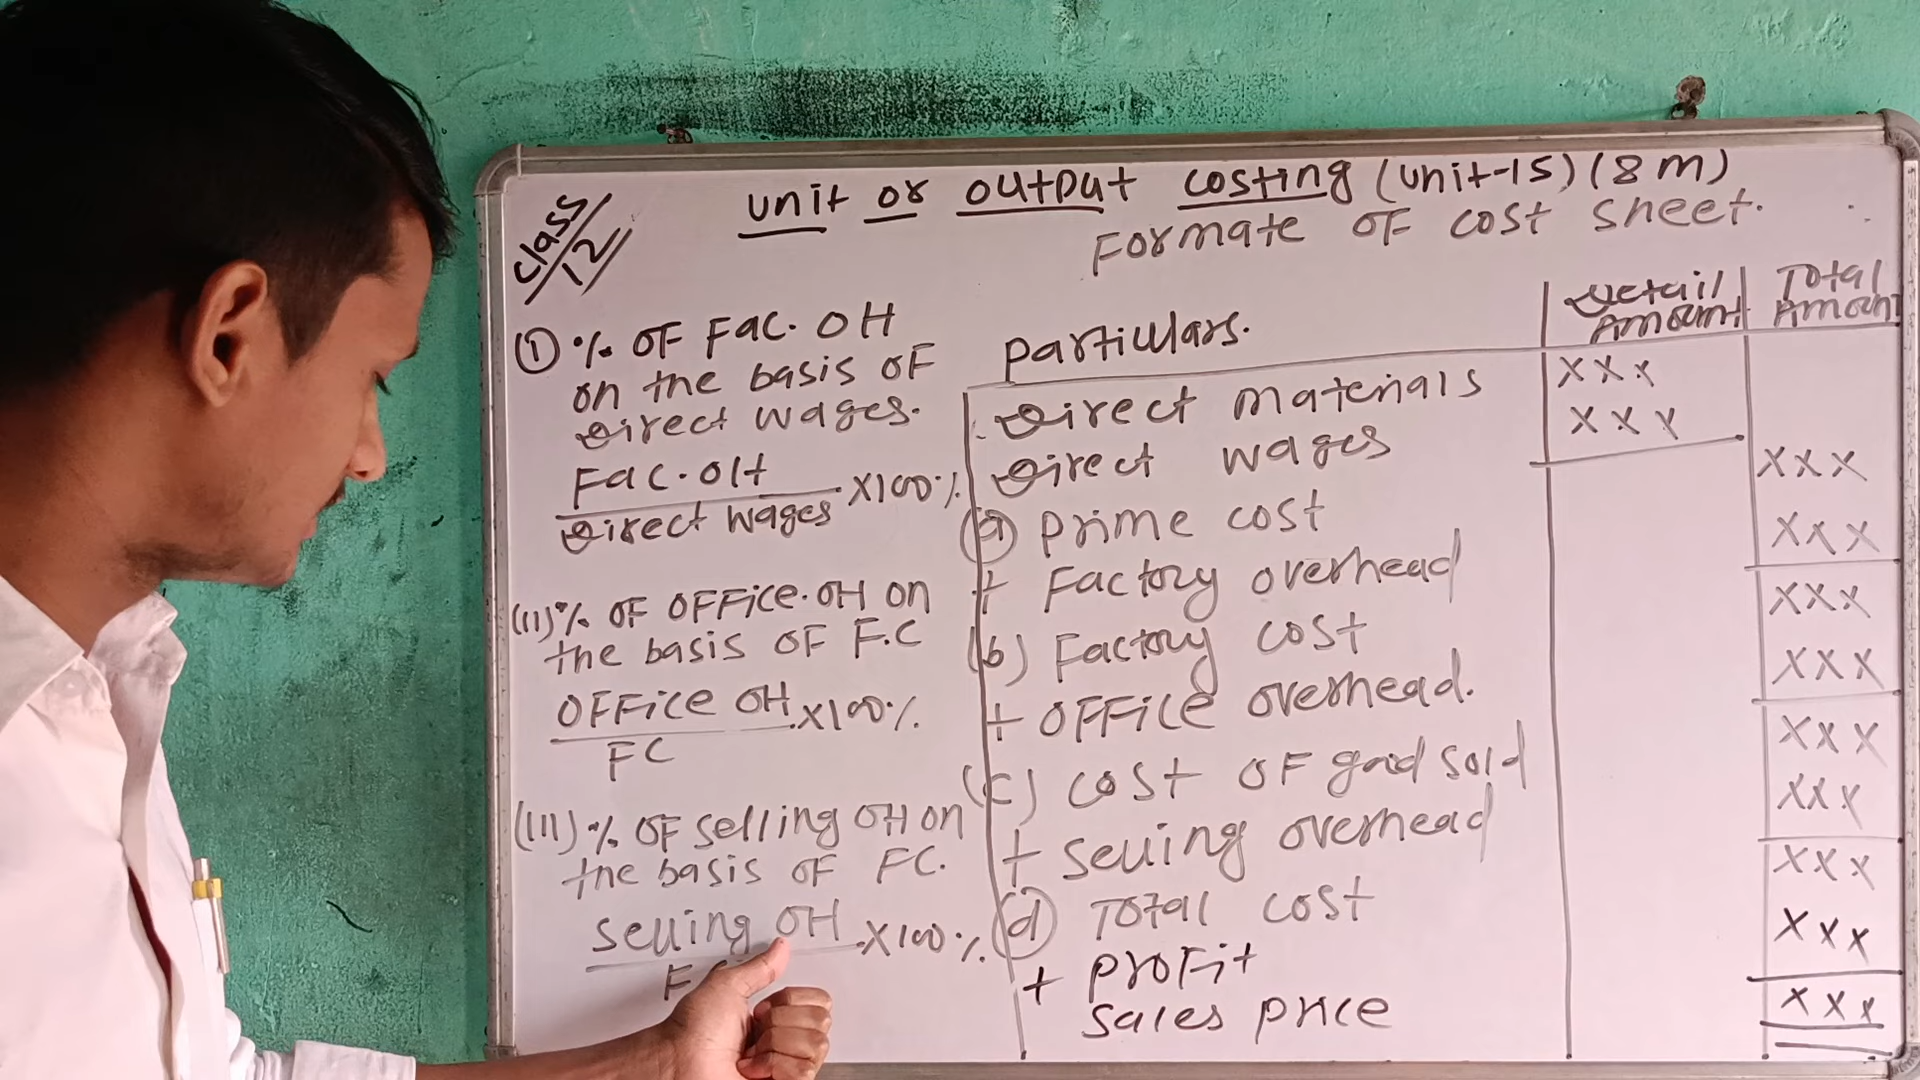 class 12
unit or output costing (unit-15) (8 m)
Formate OF cost sheet.
① % OF Fac. OH
on the basis OF
Direct wages.
Fac. OH
Direct wages
X100%
(11) % OF OFFice. OH on
the basis OF F.C
OFFice OH X100%
FC
(111) % OF selling OH on
the basis OF FC.
selling OH X100%
particulars.
Detail Amount
Total Amount
Direct materials XXX
Direct wages XXX
XXX
(a) prime cost XXX
+ Factory overhead XXX
(b) Factory cost XXX
+ OFFice overhead. XXX
(c) cost OF good sold XXX
+ selling overhead XXX
(d) Total cost XXX
+ profit XXX
sales price